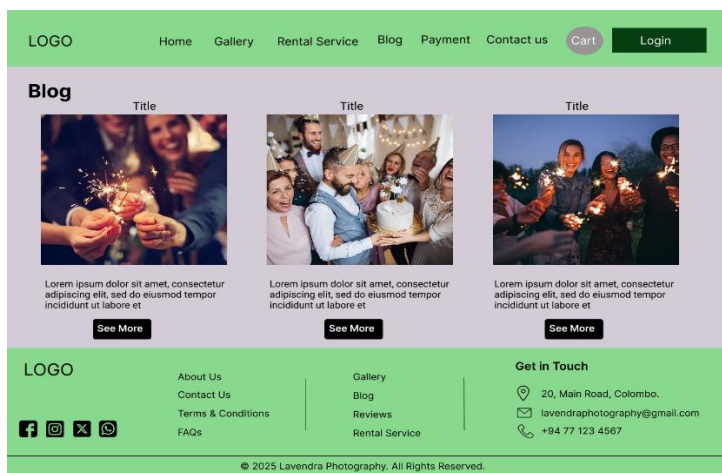 LOGO
Home Gallery Rental Service Blog Payment Contact us Cart Login
Blog
Title Title Title
Lorem ipsum dolor sit amet, consectetur
adipiscing elit, sed do eiusmod tempor
incididunt ut labore et
See More
Lorem ipsum dolor sit amet, consectetur
adipiscing elit, sed do eiusmod tempor
incididunt ut labore et
See More
Lorem ipsum dolor sit amet, consectetur
adipiscing elit, sed do eiusmod tempor
incididunt ut labore et
See More
LOGO
About Us
Contact Us
Terms & Conditions
FAQs
Gallery
Blog
Reviews
Rental Service
Get in Touch
20, Main Road, Colombo.
lavendraphotography@gmail.com
+94 77 123 4567
© 2025 Lavendra Photography. All Rights Reserved.